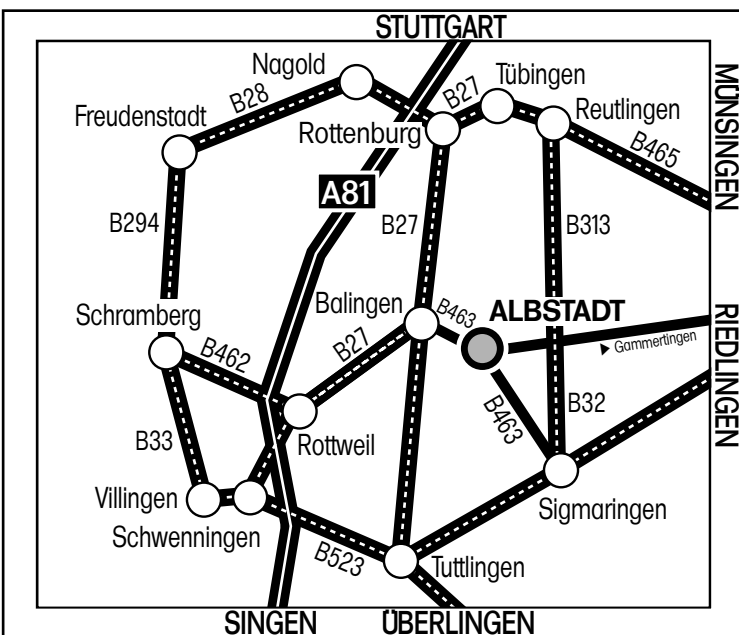 STUTTGART
Nagold
Tübingen
B28
B27
Freudenstadt
Rottenburg
Reutlingen
MÜNSINGEN
B465
A81
B294
B27
B313
Schramberg
Balingen
B463
ALBSTADT
RIEDLINGEN
B462
B27
Gammertingen
B463
B32
B33
Rottweil
Villingen
Schwenningen
Sigmaringen
B523
Tuttlingen
SINGEN
ÜBERLINGEN